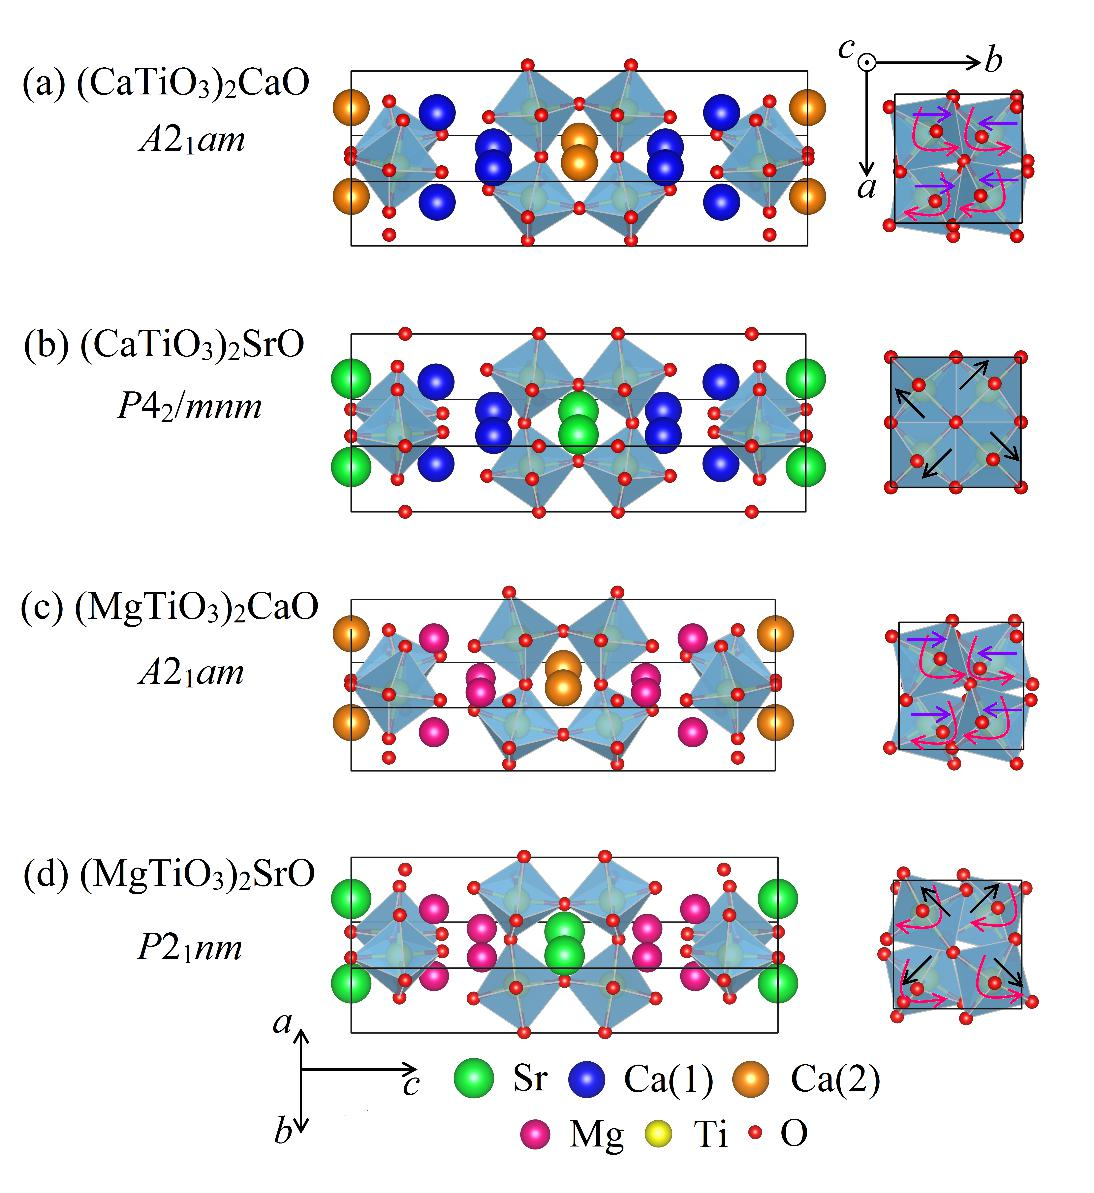 (a) (CaTiO₃)₂CaO
A2₁am
c
b
a
(b) (CaTiO₃)₂SrO
P4₂/mnm
(c) (MgTiO₃)₂CaO
A2₁am
(d) (MgTiO₃)₂SrO
P2₁nm
a
c
b
Sr Ca(1) Ca(2)
Mg Ti O